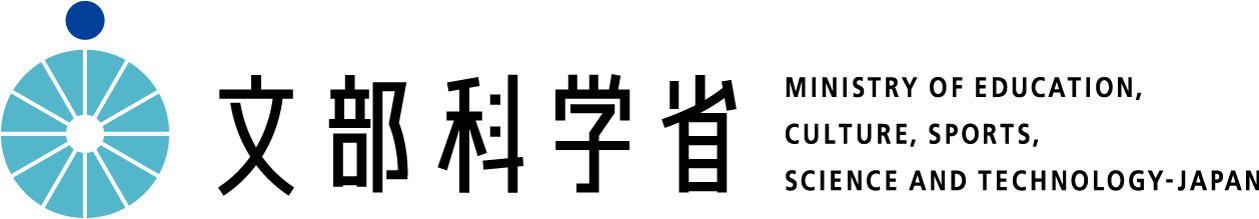 文部科学省
MINISTRY OF EDUCATION,
CULTURE, SPORTS,
SCIENCE AND TECHNOLOGY-JAPAN